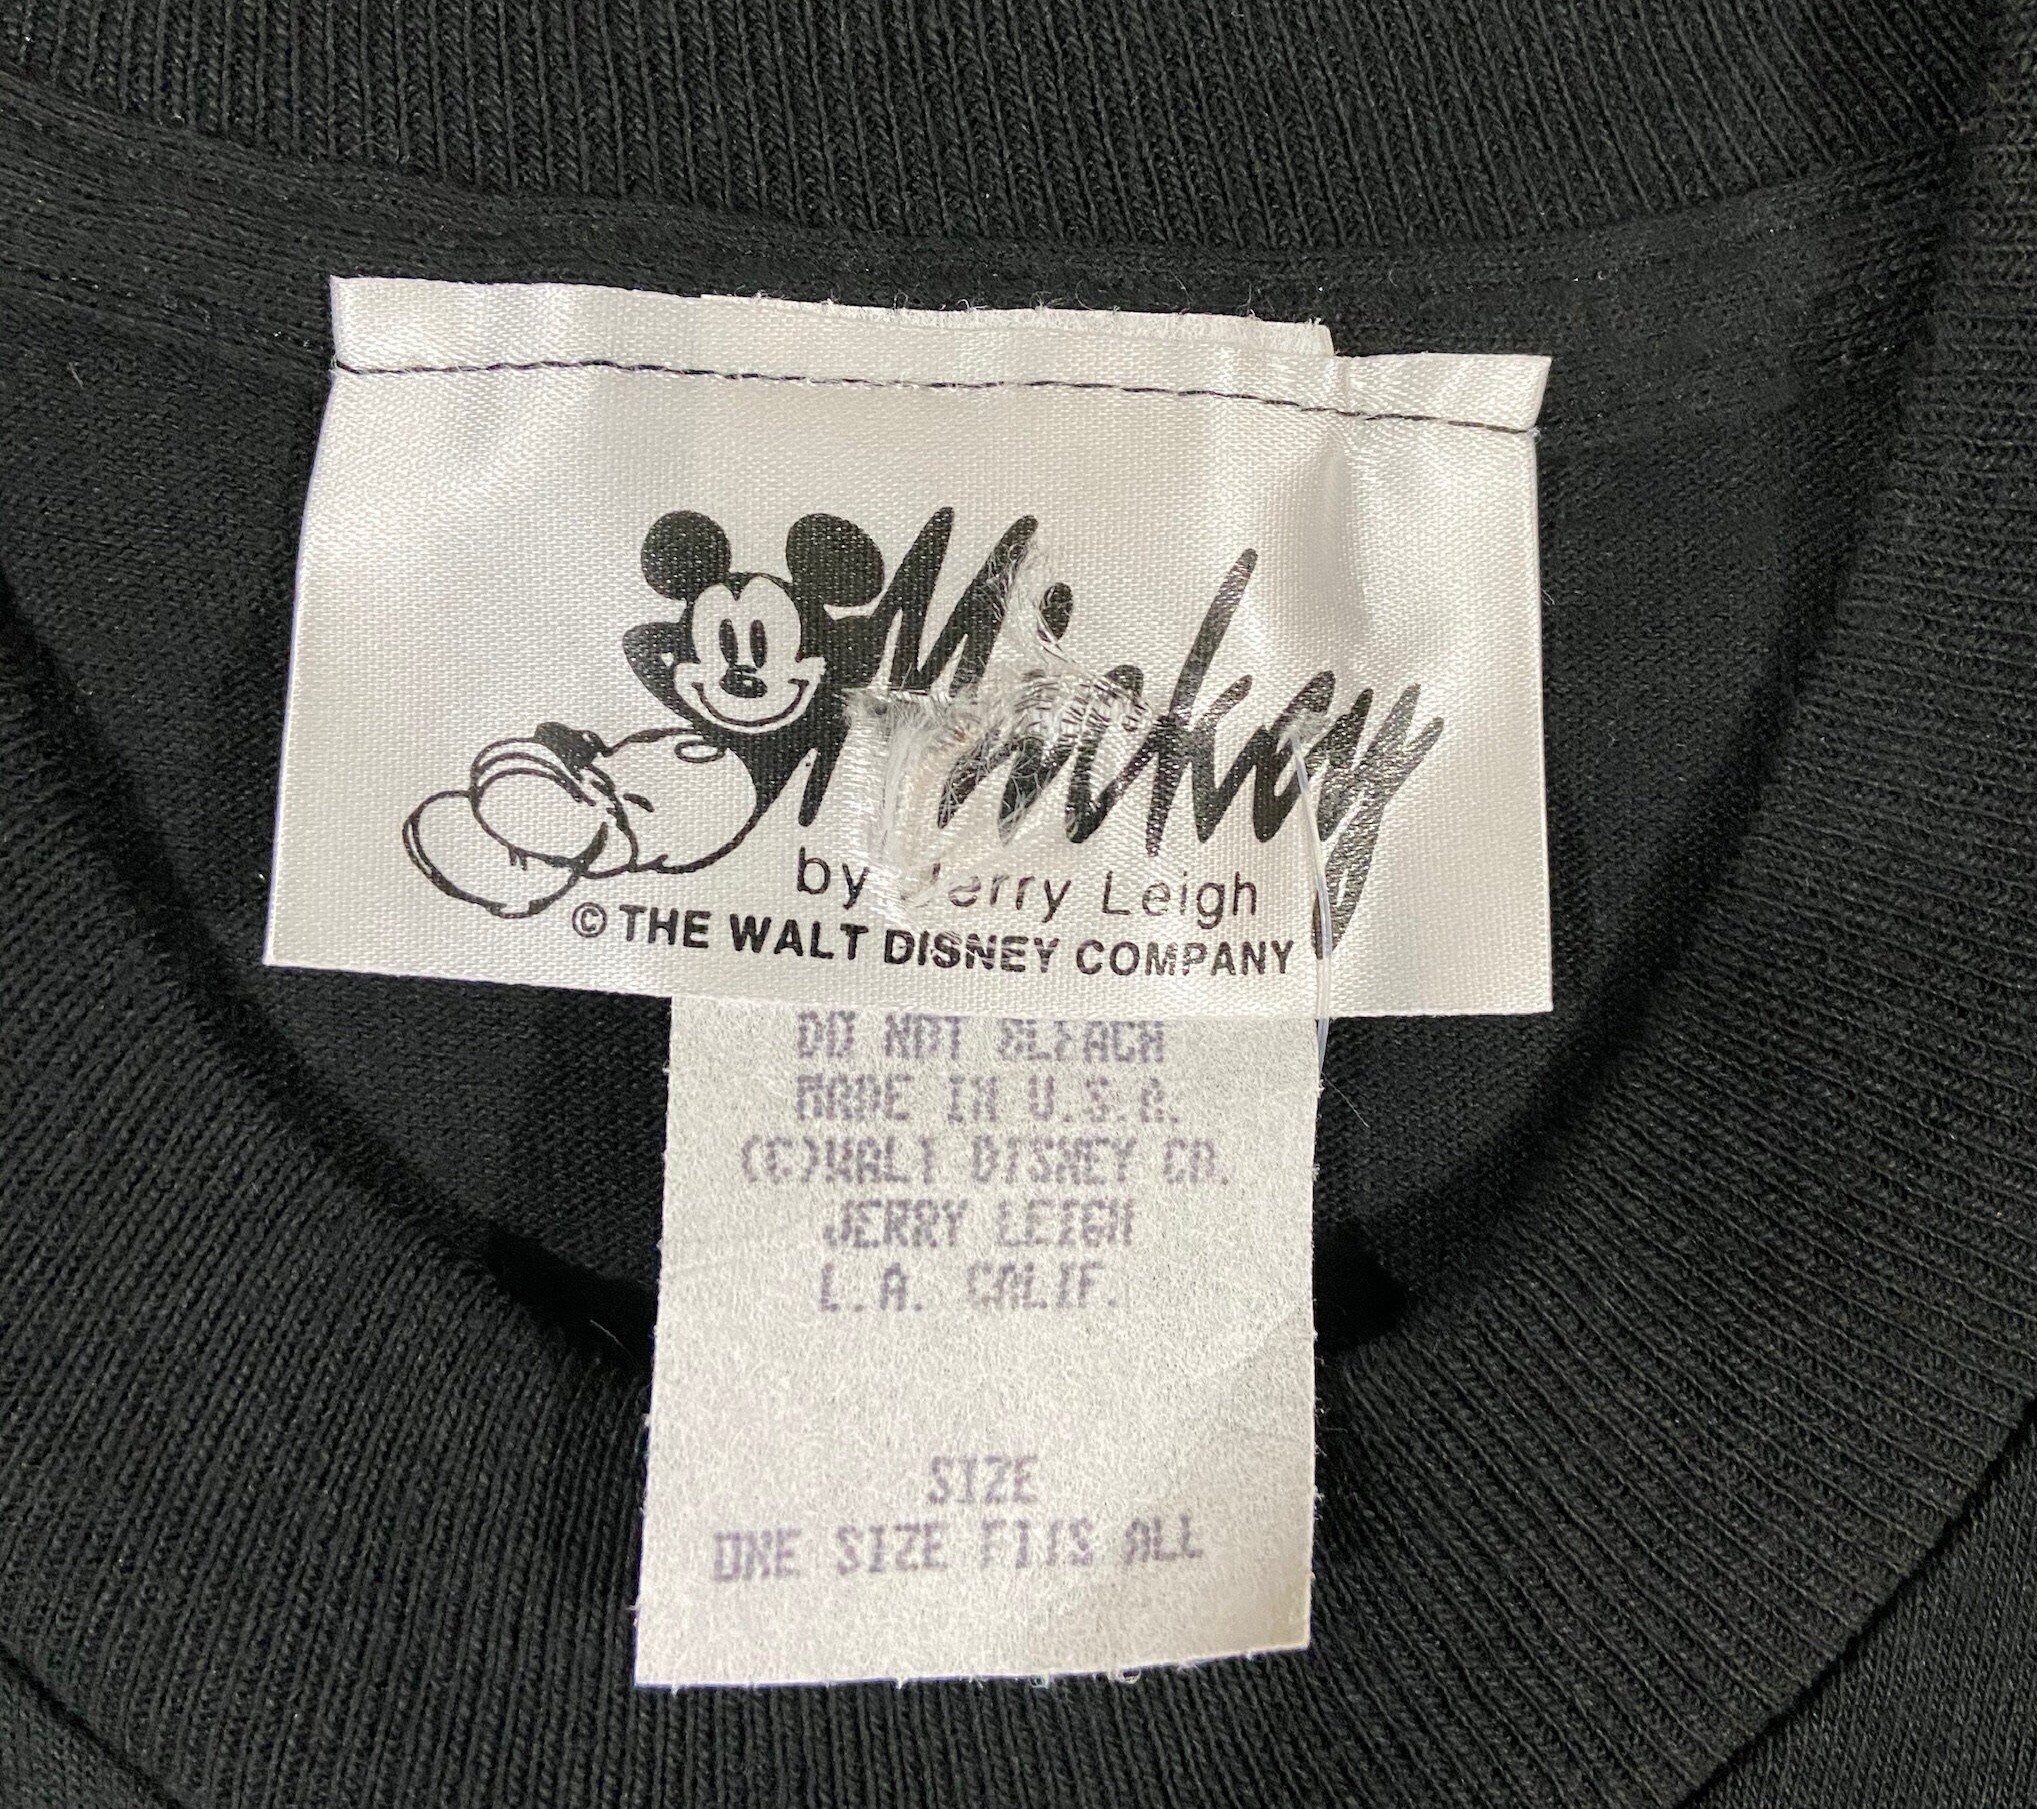 Mickey
by Jerry Leigh
© THE WALT DISNEY COMPANY
DO NOT BLEACH
MADE IN U.S.A.
(C)WALT DISNEY CO.
JERRY LEIGH
L.A. CALIF.
SIZE
ONE SIZE FITS ALL